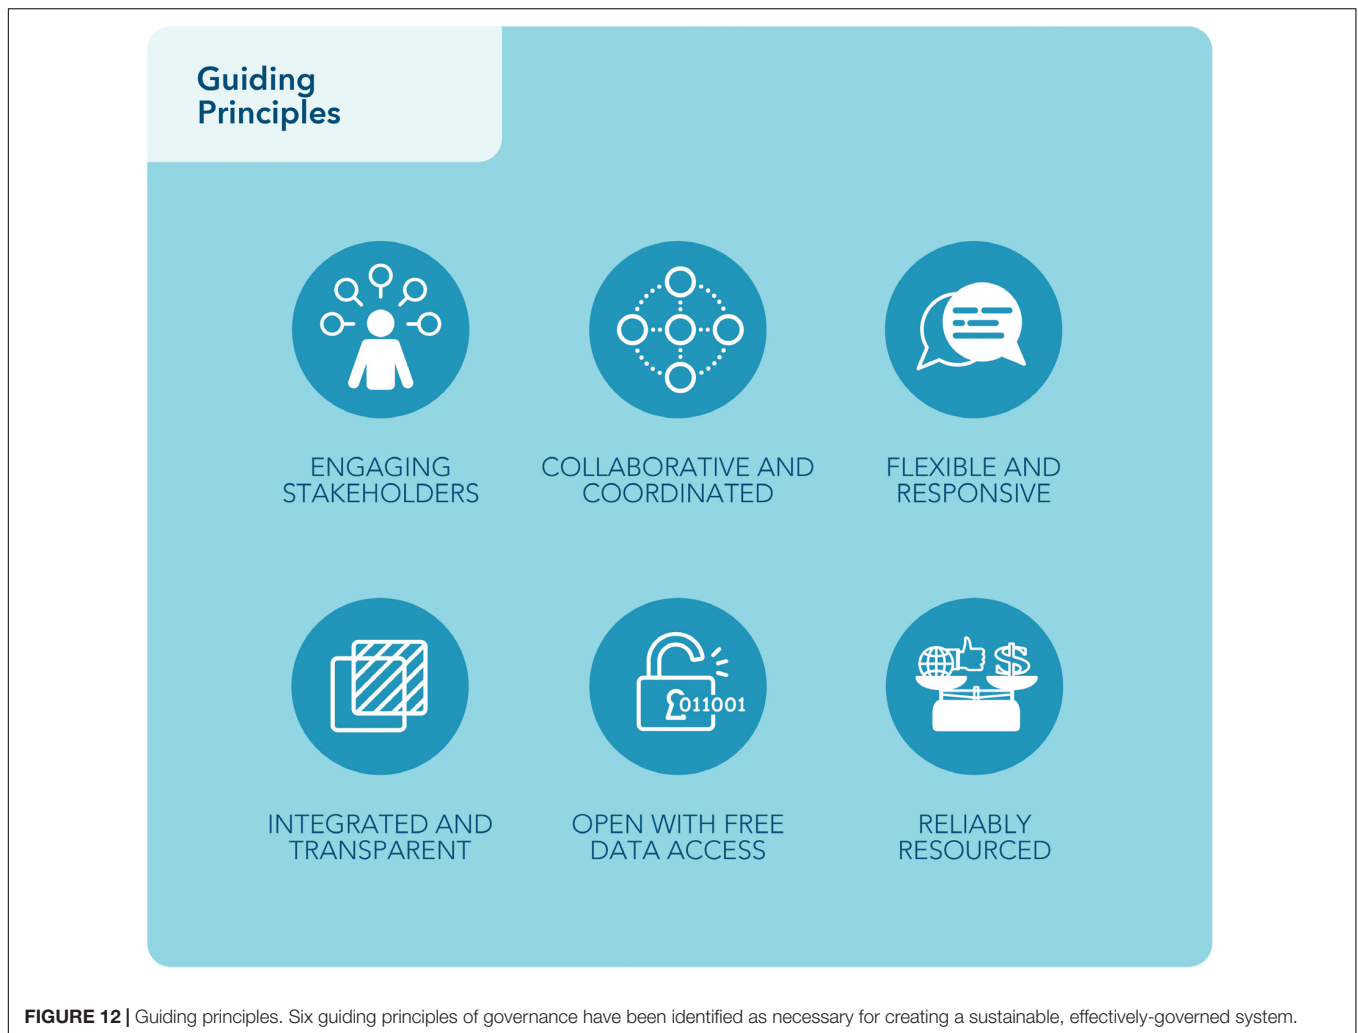 Guiding
Principles
ENGAGING
STAKEHOLDERS
COLLABORATIVE AND
COORDINATED
FLEXIBLE AND
RESPONSIVE
INTEGRATED AND
TRANSPARENT
011001
OPEN WITH FREE
DATA ACCESS
$
RELIABLY
RESOURCED
FIGURE 12 | Guiding principles. Six guiding principles of governance have been identified as necessary for creating a sustainable, effectively-governed system.